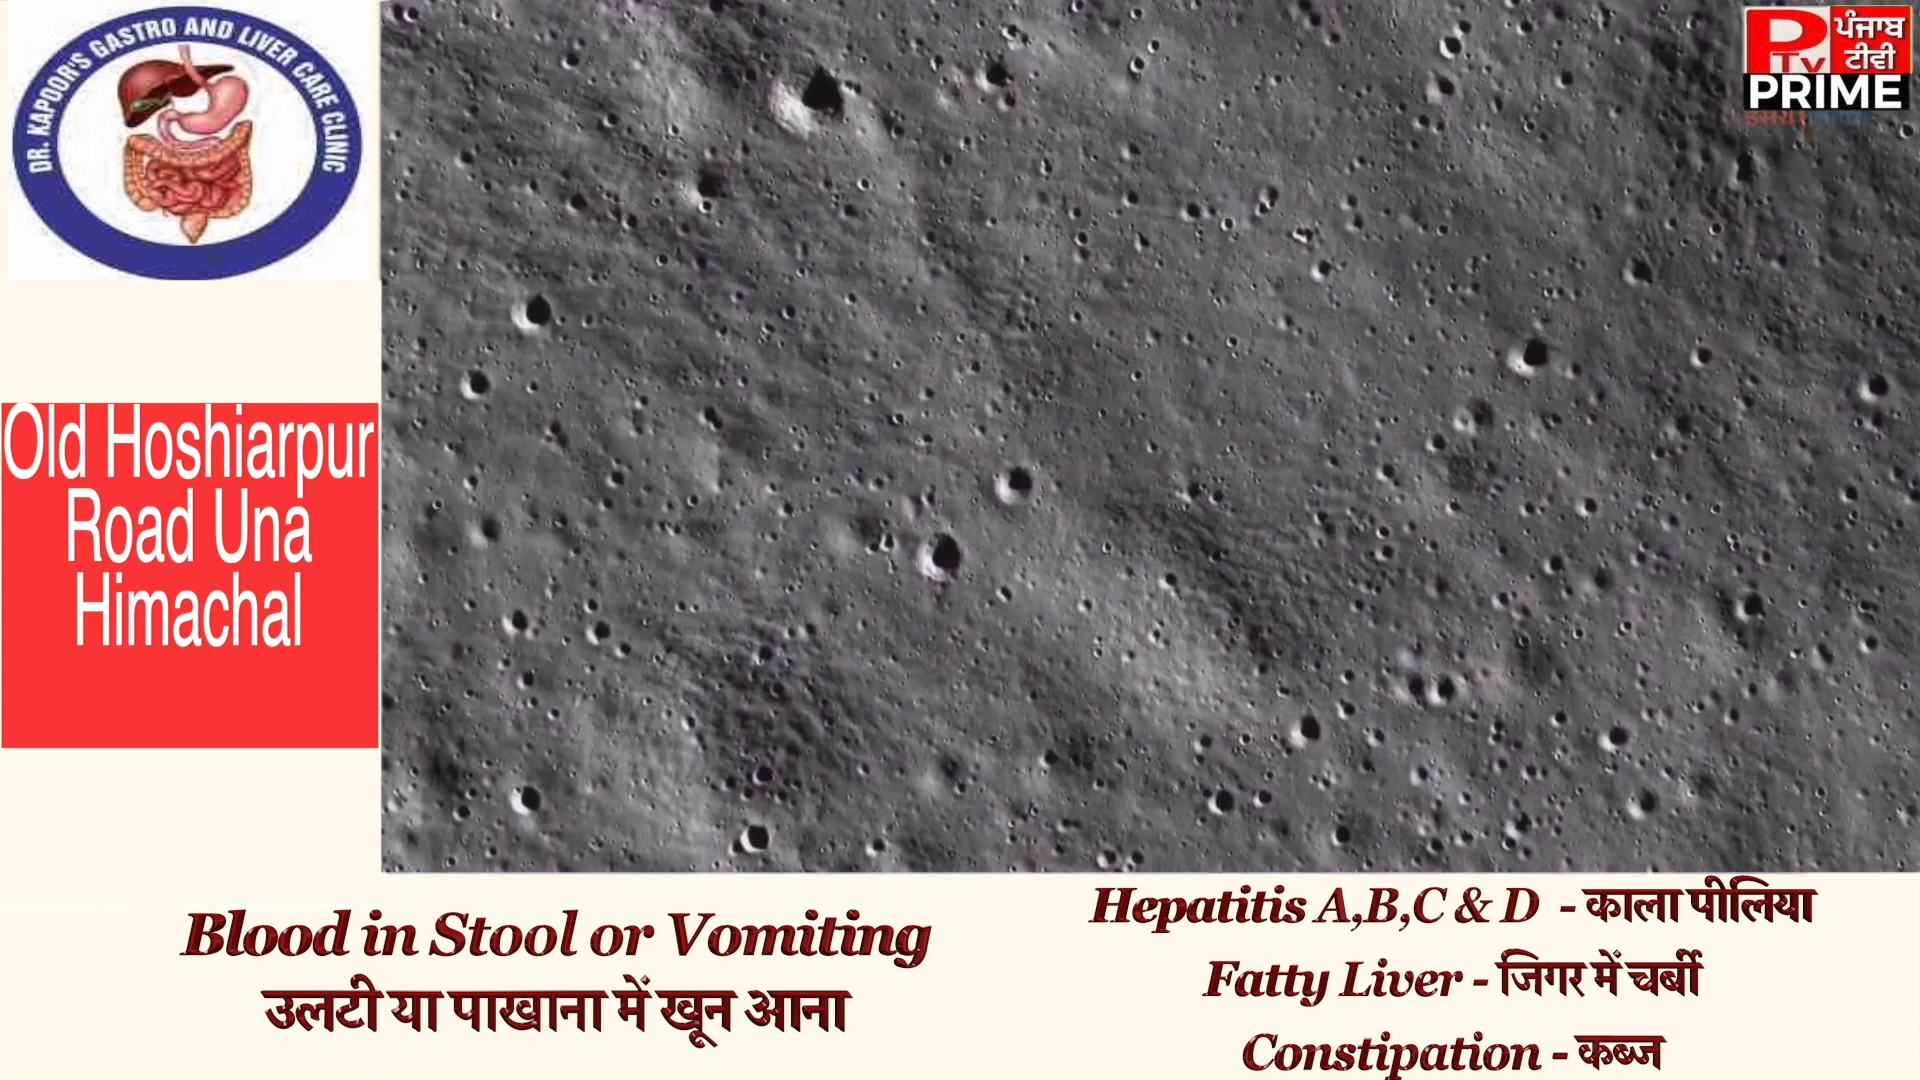 DR. KAPOOR'S GASTRO AND LIVER CARE CLINIC
P Tv
ਪੰਜਾਬ
ਟੀਵੀ
PRIME
Old Hoshiarpur
Road Una
Himachal
Blood in Stool or Vomiting
उलटी या पाखाना में खून आना
Hepatitis A,B,C & D - काला पीलिया
Fatty Liver - जिगर में चर्बी
Constipation - कब्ज